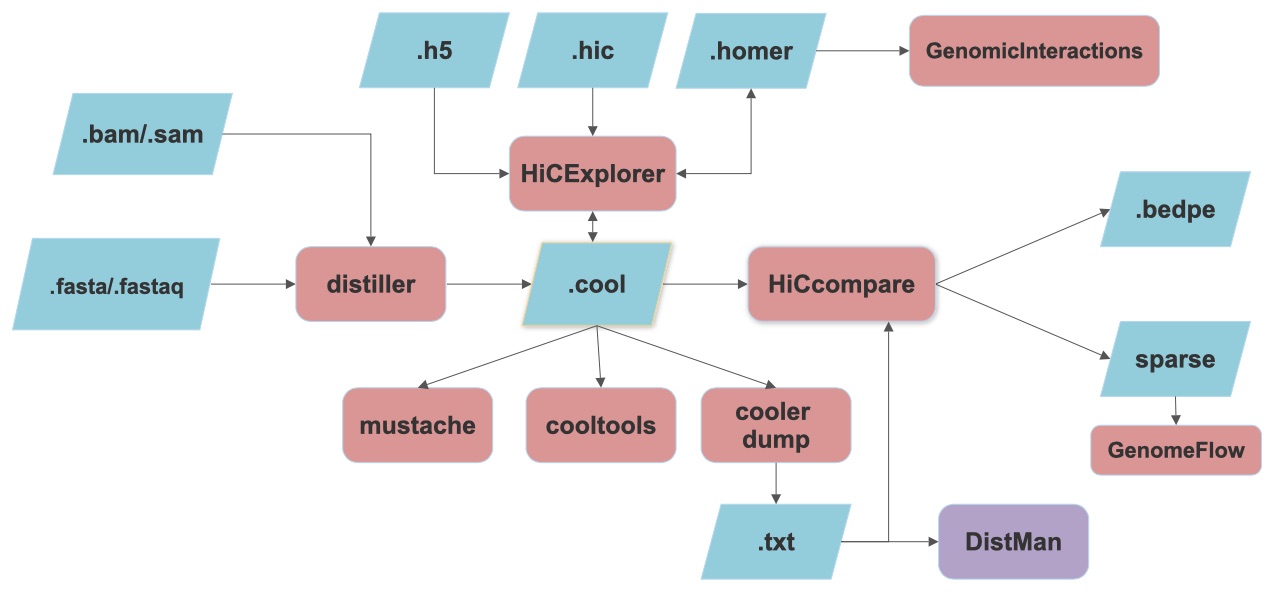 .h5
.hic
.homer
GenomicInteractions
.bam/.sam
HiCExplorer
.bedpe
.fasta/.fastaq
distiller
.cool
HiCcompare
sparse
mustache
cooltools
cooler
dump
GenomeFlow
.txt
DistMan